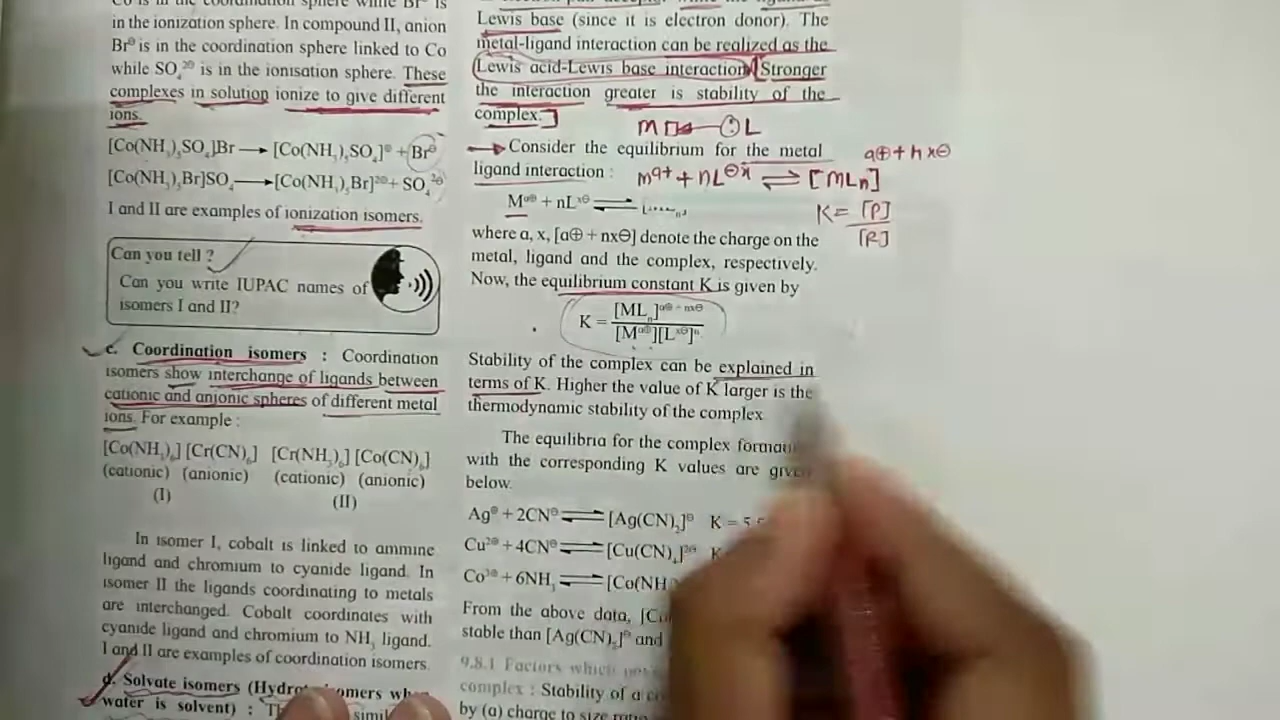 in the ionization sphere. In compound II, anion
Br⊖ is in the coordination sphere linked to Co
while SO₄²⊖ is in the ionisation sphere. These
complexes in solution ionize to give different
ions.
[Co(NH₃)₅SO₄]Br ⟶ [Co(NH₃)₅SO₄]⊕ + Br⊖
[Co(NH₃)₅Br]SO₄ ⟶ [Co(NH₃)₅Br]²⊕ + SO₄²⊖
I and II are examples of ionization isomers.
Can you tell ?
Can you write IUPAC names of
isomers I and II?
c. Coordination isomers : Coordination
isomers show interchange of ligands between
cationic and anionic spheres of different metal
ions. For example :
[Co(NH₃)₆] [Cr(CN)₆] [Cr(NH₃)₆] [Co(CN)₆]
(cationic) (anionic) (cationic) (anionic)
(I) (II)
In isomer I, cobalt is linked to ammine
ligand and chromium to cyanide ligand. In
isomer II the ligands coordinating to metals
are interchanged. Cobalt coordinates with
cyanide ligand and chromium to NH₃ ligand.
I and II are examples of coordination isomers.
d. Solvate isomers
water is solvent) :
Lewis base (since it is electron donor). The
metal-ligand interaction can be realized as the
Lewis acid-Lewis base interaction. Stronger
the interaction greater is stability of the
complex.
M L
Consider the equilibrium for the metal
ligand interaction :
a⊕ + nx⊖
M^a+ + nL^⊖x ⇌ [MLn]
M^a⊕ + nL^x⊖ ⇌
K = [P]/[R]
where a, x, [a⊕ + nx⊖] denote the charge on the
metal, ligand and the complex, respectively.
Now, the equilibrium constant K is given by
K = [MLₙ]^a⊕ + nx⊖ / [M^a⊕][L^x⊖]ⁿ
Stability of the complex can be explained in
terms of K. Higher the value of K larger is the
thermodynamic stability of the complex
The equilibria for the complex
with the corresponding K values are
below.
Ag⊕ + 2CN⊖ ⇌ [Ag(CN)₂]⊖ K = 5.
Cu²⊕ + 4CN⊖ ⇌ [Cu(CN)₄]²⊖ K
Co³⊕ + 6NH₃ ⇌ [Co(NH
From the above data,
stable than [Ag(CN)₂]⊖ and
9.8.1 Factors which
complex : Stability of a
by (a) charge to size